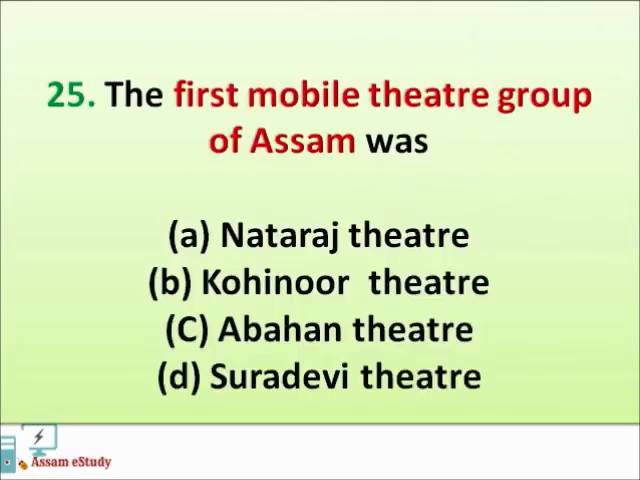 25. The first mobile theatre group
of Assam was
(a) Nataraj theatre
(b) Kohinoor theatre
(C) Abahan theatre
(d) Suradevi theatre
Assam eStudy